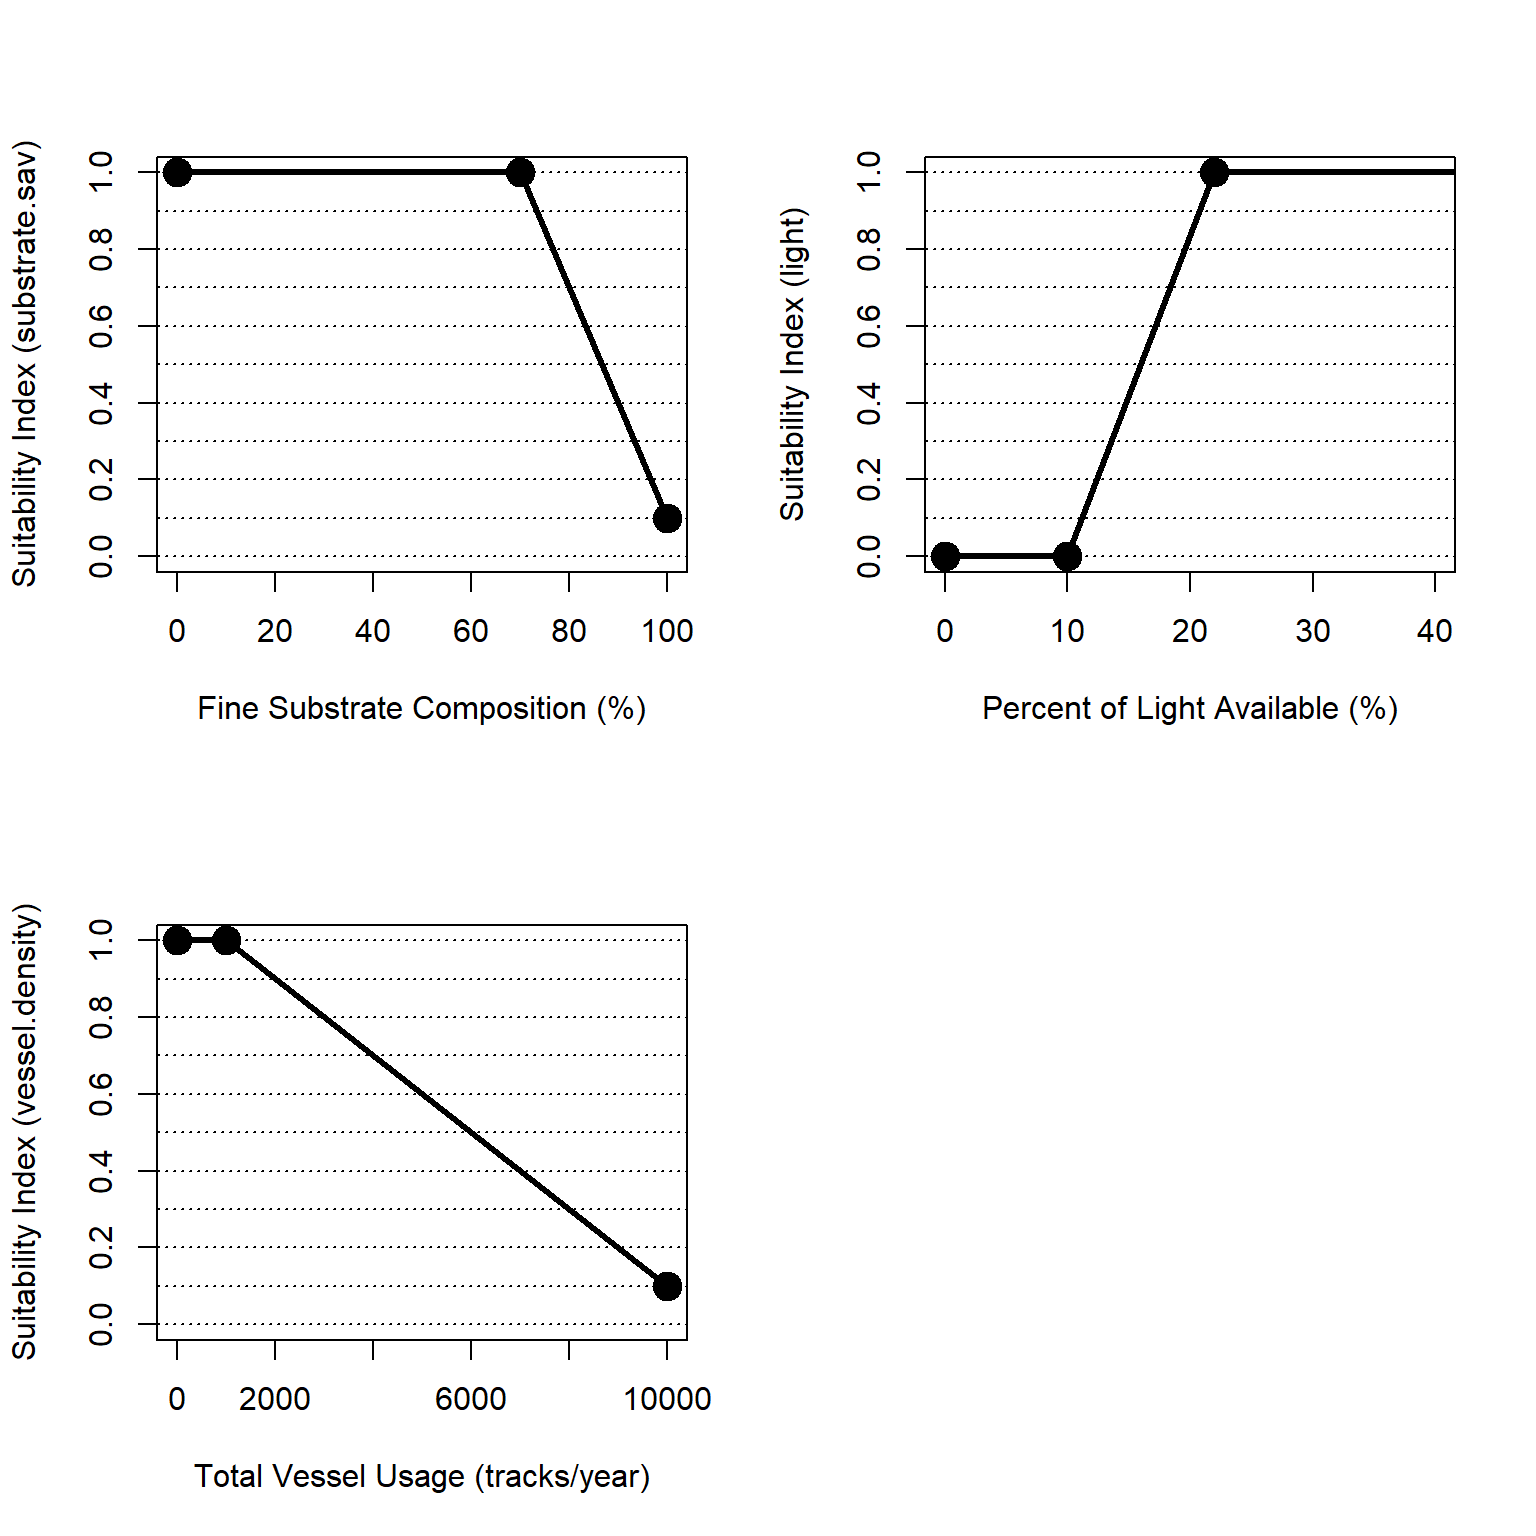 Suitability Index (substrate.sav)
1.0
0.8
0.6
0.4
0.2
0.0
0 20 40 60 80 100
Fine Substrate Composition (%)
Suitability Index (light)
1.0
0.8
0.6
0.4
0.2
0.0
0 10 20 30 40
Percent of Light Available (%)
Suitability Index (vessel.density)
1.0
0.8
0.6
0.4
0.2
0.0
0 2000 6000 10000
Total Vessel Usage (tracks/year)